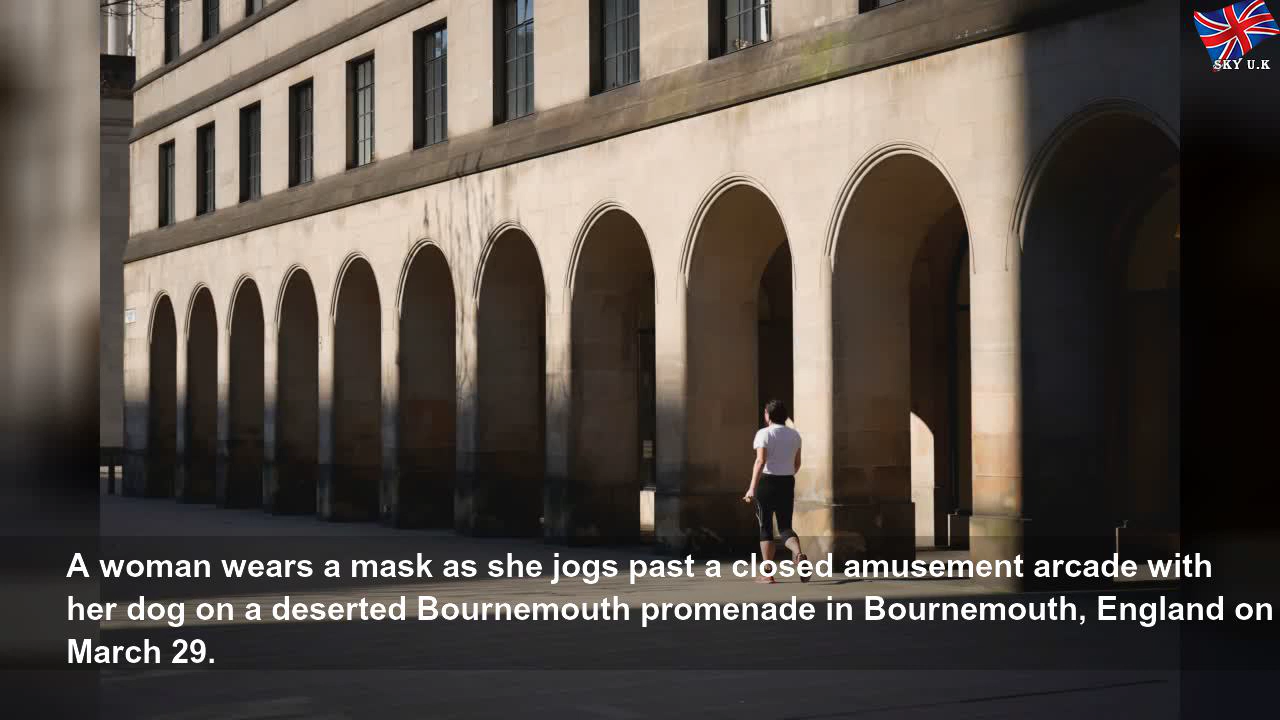 SKY U.K
A woman wears a mask as she jogs past a closed amusement arcade with
her dog on a deserted Bournemouth promenade in Bournemouth, England on
March 29.